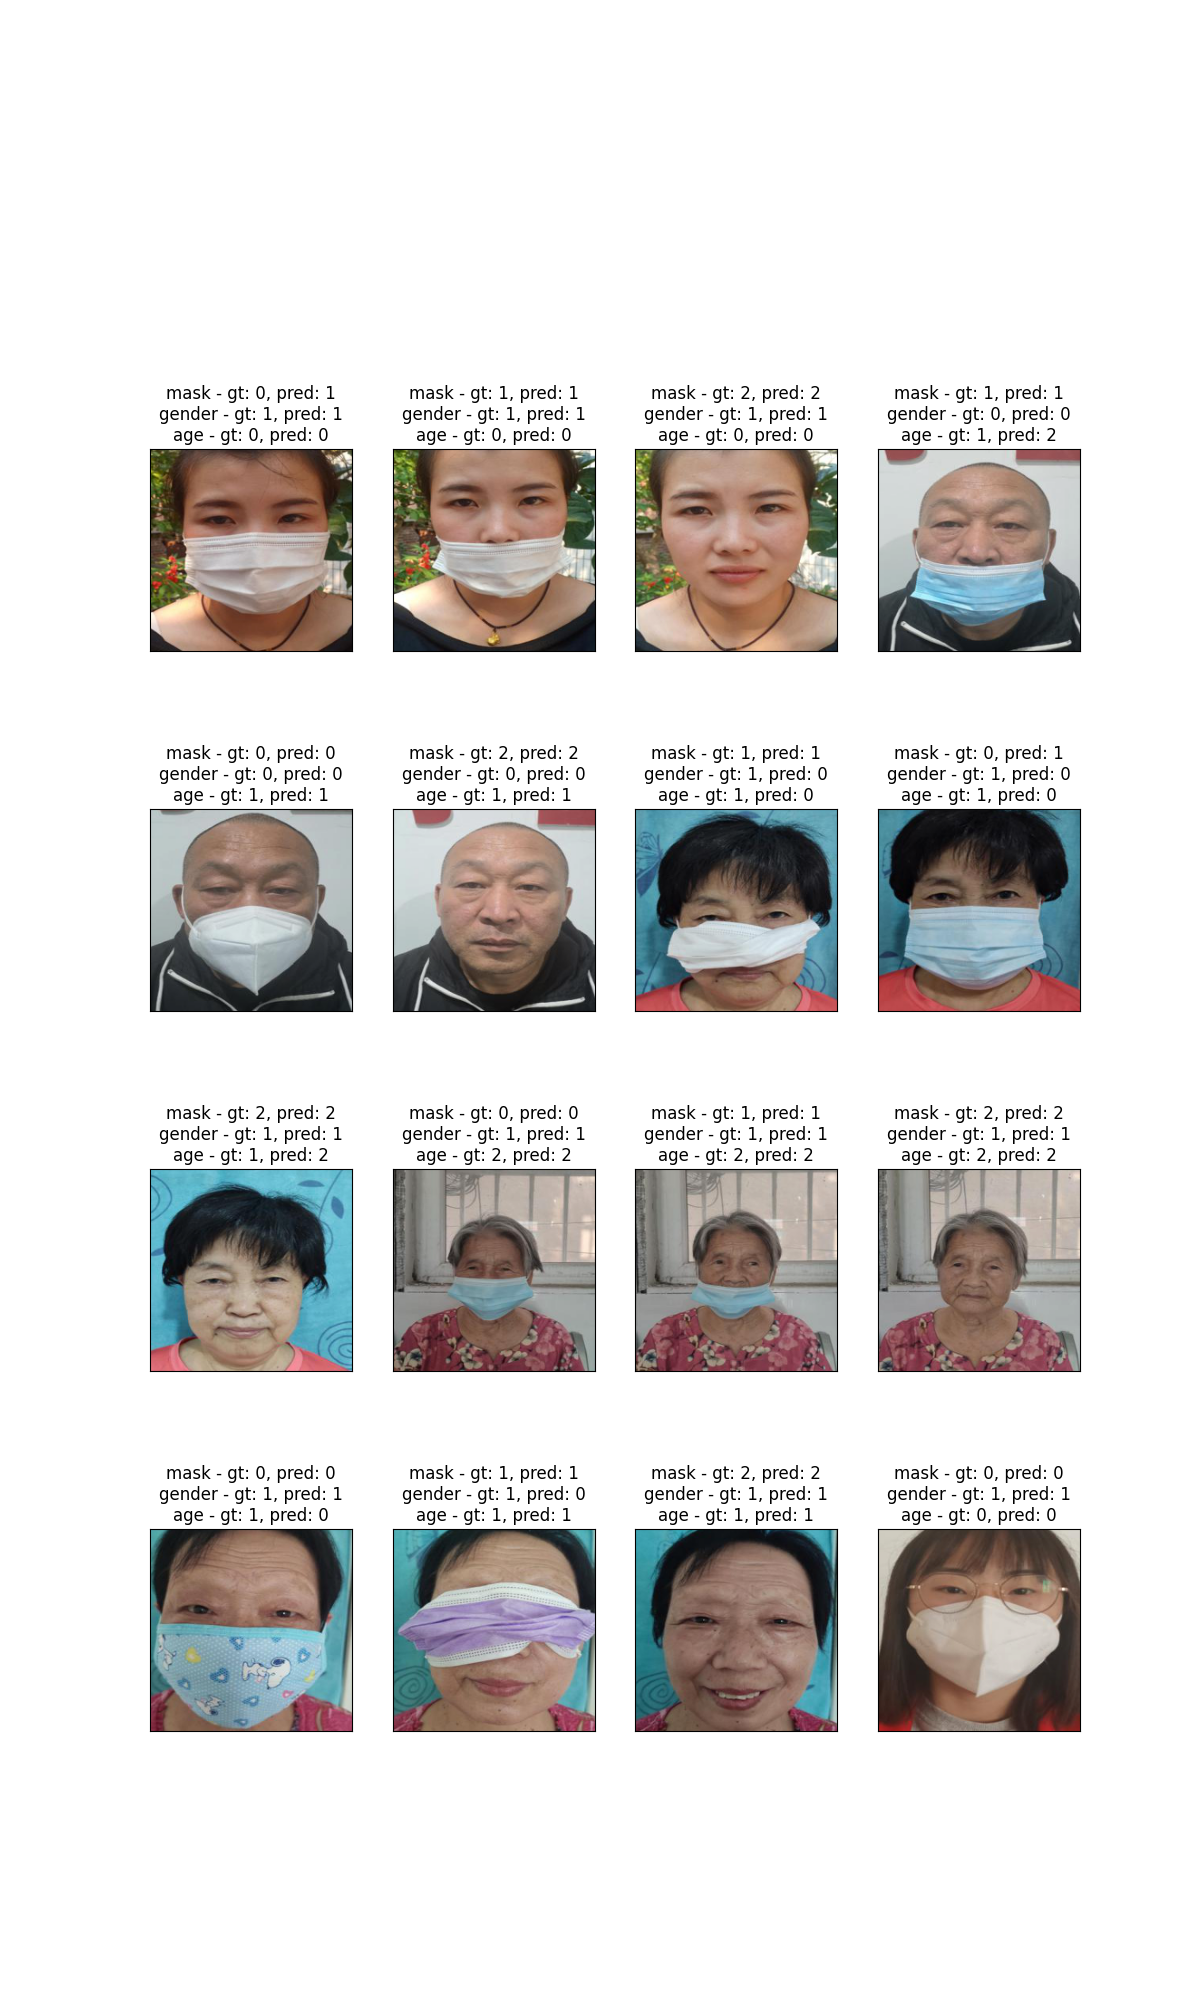 mask - gt: 0, pred: 1
gender - gt: 1, pred: 1
age - gt: 0, pred: 0
mask - gt: 1, pred: 1
gender - gt: 1, pred: 1
age - gt: 0, pred: 0
mask - gt: 2, pred: 2
gender - gt: 1, pred: 1
age - gt: 0, pred: 0
mask - gt: 1, pred: 1
gender - gt: 0, pred: 0
age - gt: 1, pred: 2
mask - gt: 0, pred: 0
gender - gt: 0, pred: 0
age - gt: 1, pred: 1
mask - gt: 2, pred: 2
gender - gt: 0, pred: 0
age - gt: 1, pred: 1
mask - gt: 1, pred: 1
gender - gt: 1, pred: 0
age - gt: 1, pred: 0
mask - gt: 0, pred: 1
gender - gt: 1, pred: 0
age - gt: 1, pred: 0
mask - gt: 2, pred: 2
gender - gt: 1, pred: 1
age - gt: 1, pred: 2
mask - gt: 0, pred: 0
gender - gt: 1, pred: 1
age - gt: 2, pred: 2
mask - gt: 1, pred: 1
gender - gt: 1, pred: 1
age - gt: 2, pred: 2
mask - gt: 2, pred: 2
gender - gt: 1, pred: 1
age - gt: 2, pred: 2
mask - gt: 0, pred: 0
gender - gt: 1, pred: 1
age - gt: 1, pred: 0
mask - gt: 1, pred: 1
gender - gt: 1, pred: 0
age - gt: 1, pred: 1
mask - gt: 2, pred: 2
gender - gt: 1, pred: 1
age - gt: 1, pred: 1
mask - gt: 0, pred: 0
gender - gt: 1, pred: 1
age - gt: 0, pred: 0